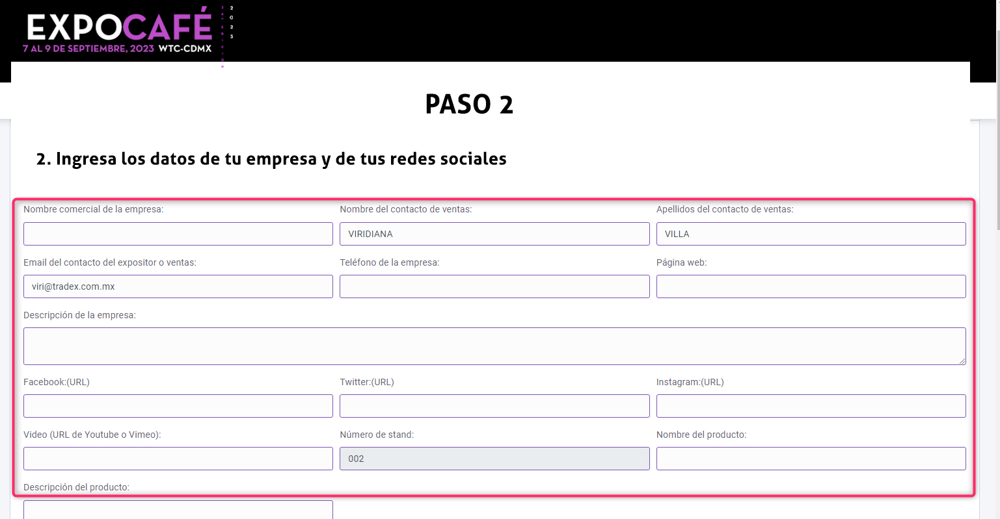 EXPOCAFÉ
2023
7 AL 9 DE SEPTIEMBRE, 2023 WTC-CDMX
PASO 2
2. Ingresa los datos de tu empresa y de tus redes sociales
Nombre comercial de la empresa: Nombre del contacto de ventas: Apellidos del contacto de ventas:
VIRIDIANA VILLA
Email del contacto del expositor o ventas: Teléfono de la empresa: Página web:
viri@tradex.com.mx
Descripción de la empresa:
Facebook:(URL) Twitter:(URL) Instagram:(URL)
Video (URL de Youtube o Vimeo): Número de stand: Nombre del producto:
002
Descripción del producto: